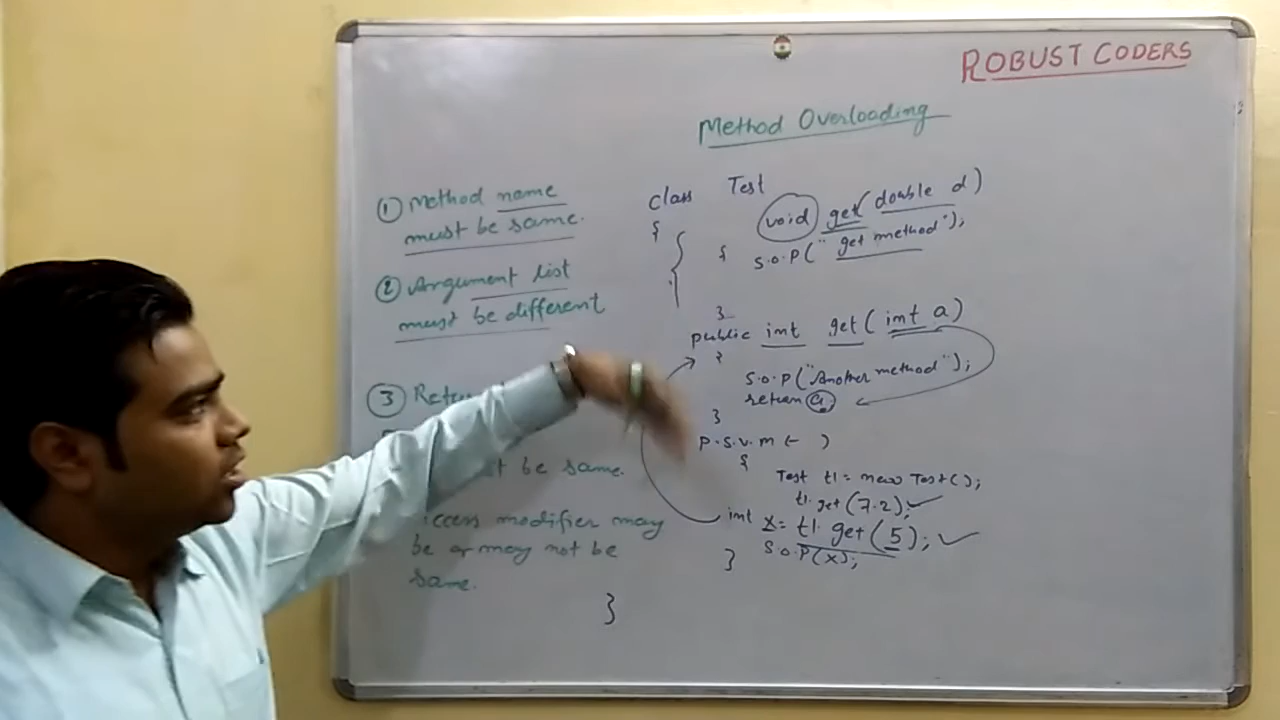 ROBUST CODERS
Method Overloading
① Method name
must be same.
② Argument list
must be different
③
t be same.
ccess modifier may
be or may not be
same.
class Test
{
void get(double d)
{ S.O.P("get method");
}
public int get(int a)
{
S.O.P("Another method");
return a;
}
P.S.V.M (- )
{
Test t1 = new Test();
t1.get(7.2);
int x = t1.get(5);
S.O.P(x);
}
}